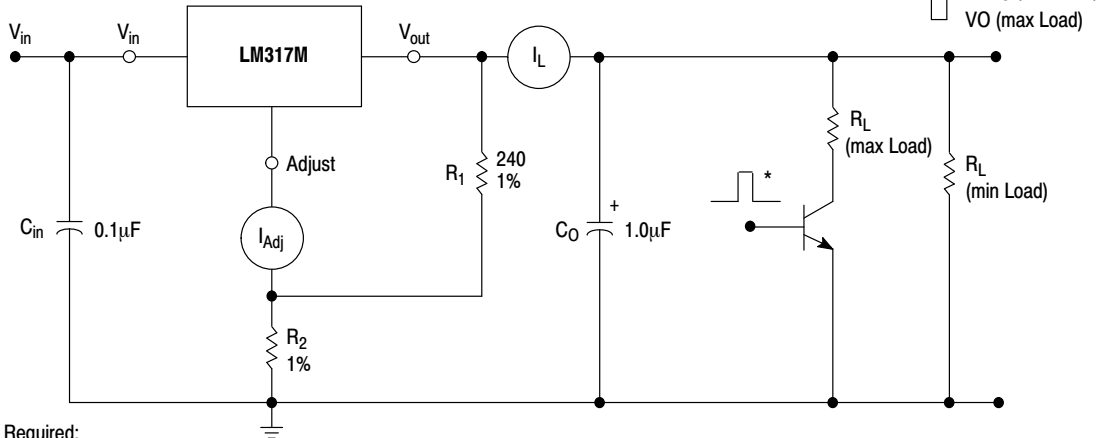 VO (max Load)
Vin
Vin
LM317M
Vout
IL
RL
(max Load)
RL
(min Load)
Adjust
R1
240
1%
*
Cin
0.1μF
IAdj
CO
+
1.0μF
R2
1%
Required: